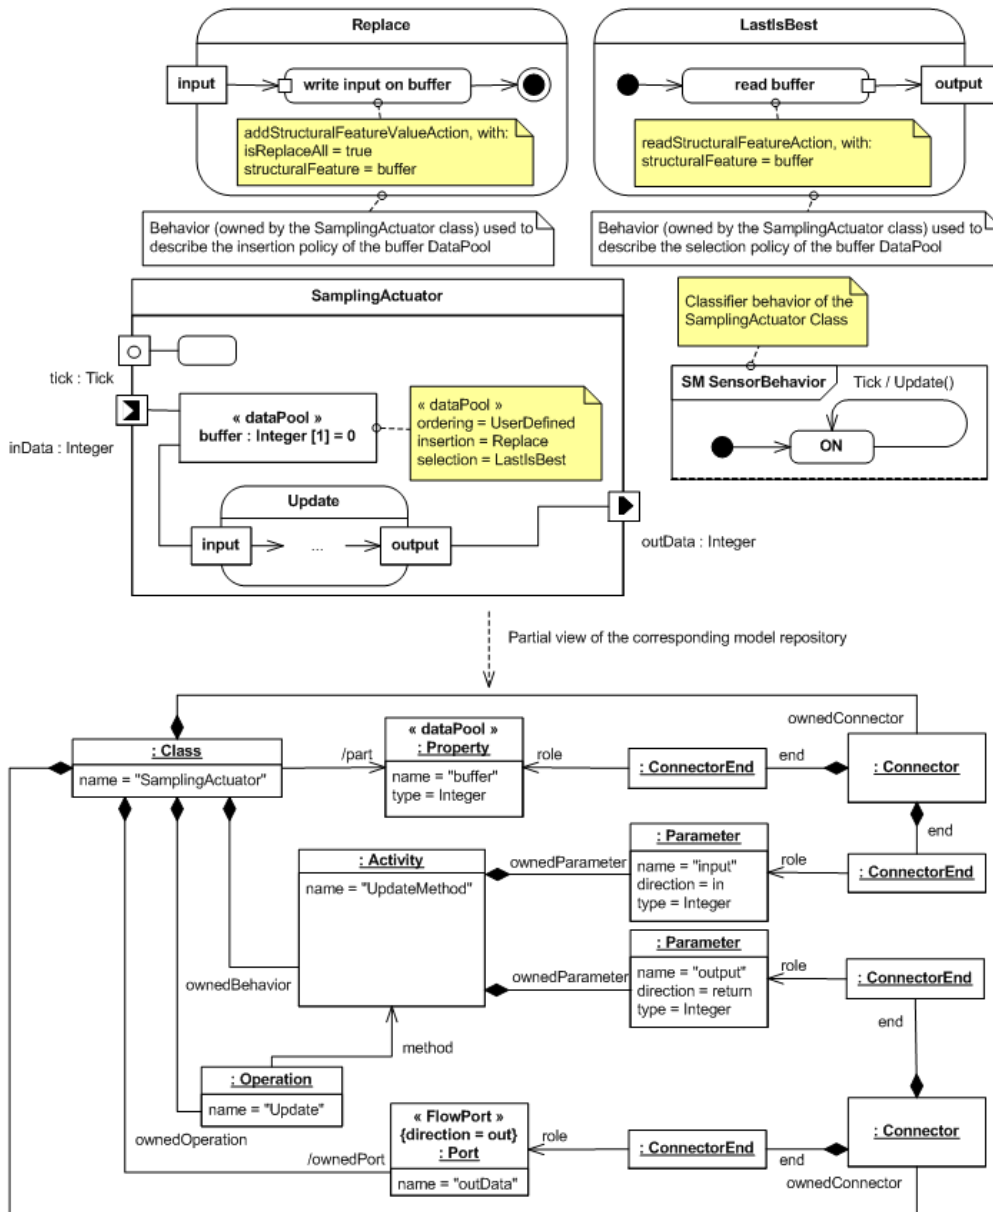 Replace
input
write input on buffer
addStructuralFeatureValueAction, with:
isReplaceAll = true
structuralFeature = buffer
Behavior (owned by the SamplingActuator class) used to
describe the insertion policy of the buffer DataPool
LastIsBest
read buffer
output
readStructuralFeatureAction, with:
structuralFeature = buffer
Behavior (owned by the SamplingActuator class) used to
describe the selection policy of the buffer DataPool
SamplingActuator
tick : Tick
inData : Integer
« dataPool »
buffer : Integer [1] = 0
« dataPool »
ordering = UserDefined
insertion = Replace
selection = LastIsBest
Update
input
...
output
outData : Integer
Classifier behavior of the
SamplingActuator Class
SM SensorBehavior
Tick / Update()
ON
Partial view of the corresponding model repository
ownedConnector
: Class
name = "SamplingActuator"
/part
« dataPool »
: Property
name = "buffer"
type = Integer
role
: ConnectorEnd
end
: Connector
end
: Activity
name = "UpdateMethod"
ownedParameter
: Parameter
name = "input"
direction = in
type = Integer
role
: ConnectorEnd
ownedBehavior
ownedParameter
: Parameter
name = "output"
direction = return
type = Integer
role
: ConnectorEnd
end
method
: Operation
name = "Update"
ownedOperation
/ownedPort
« FlowPort »
{direction = out}
: Port
name = "outData"
role
: ConnectorEnd
end
: Connector
ownedConnector